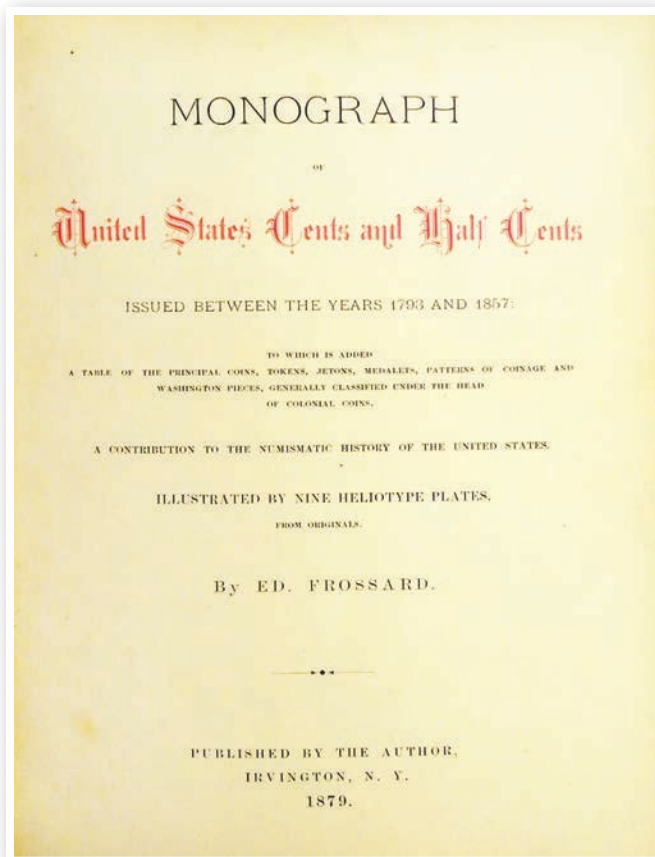 MONOGRAPH
OF
United States Cents and Half Cents
ISSUED BETWEEN THE YEARS 1793 AND 1857:
TO WHICH IS ADDED
A TABLE OF THE PRINCIPAL COINS, TOKENS, JETONS, MEDALETS, PATTERNS OF COINAGE AND
WASHINGTON PIECES, GENERALLY CLASSIFIED UNDER THE HEAD
OF COLONIAL COINS.
A CONTRIBUTION TO THE NUMISMATIC HISTORY OF THE UNITED STATES.
ILLUSTRATED BY NINE HELIOTYPE PLATES.
FROM ORIGINALS.
By ED. FROSSARD.
PUBLISHED BY THE AUTHOR,
IRVINGTON, N. Y.
1879.